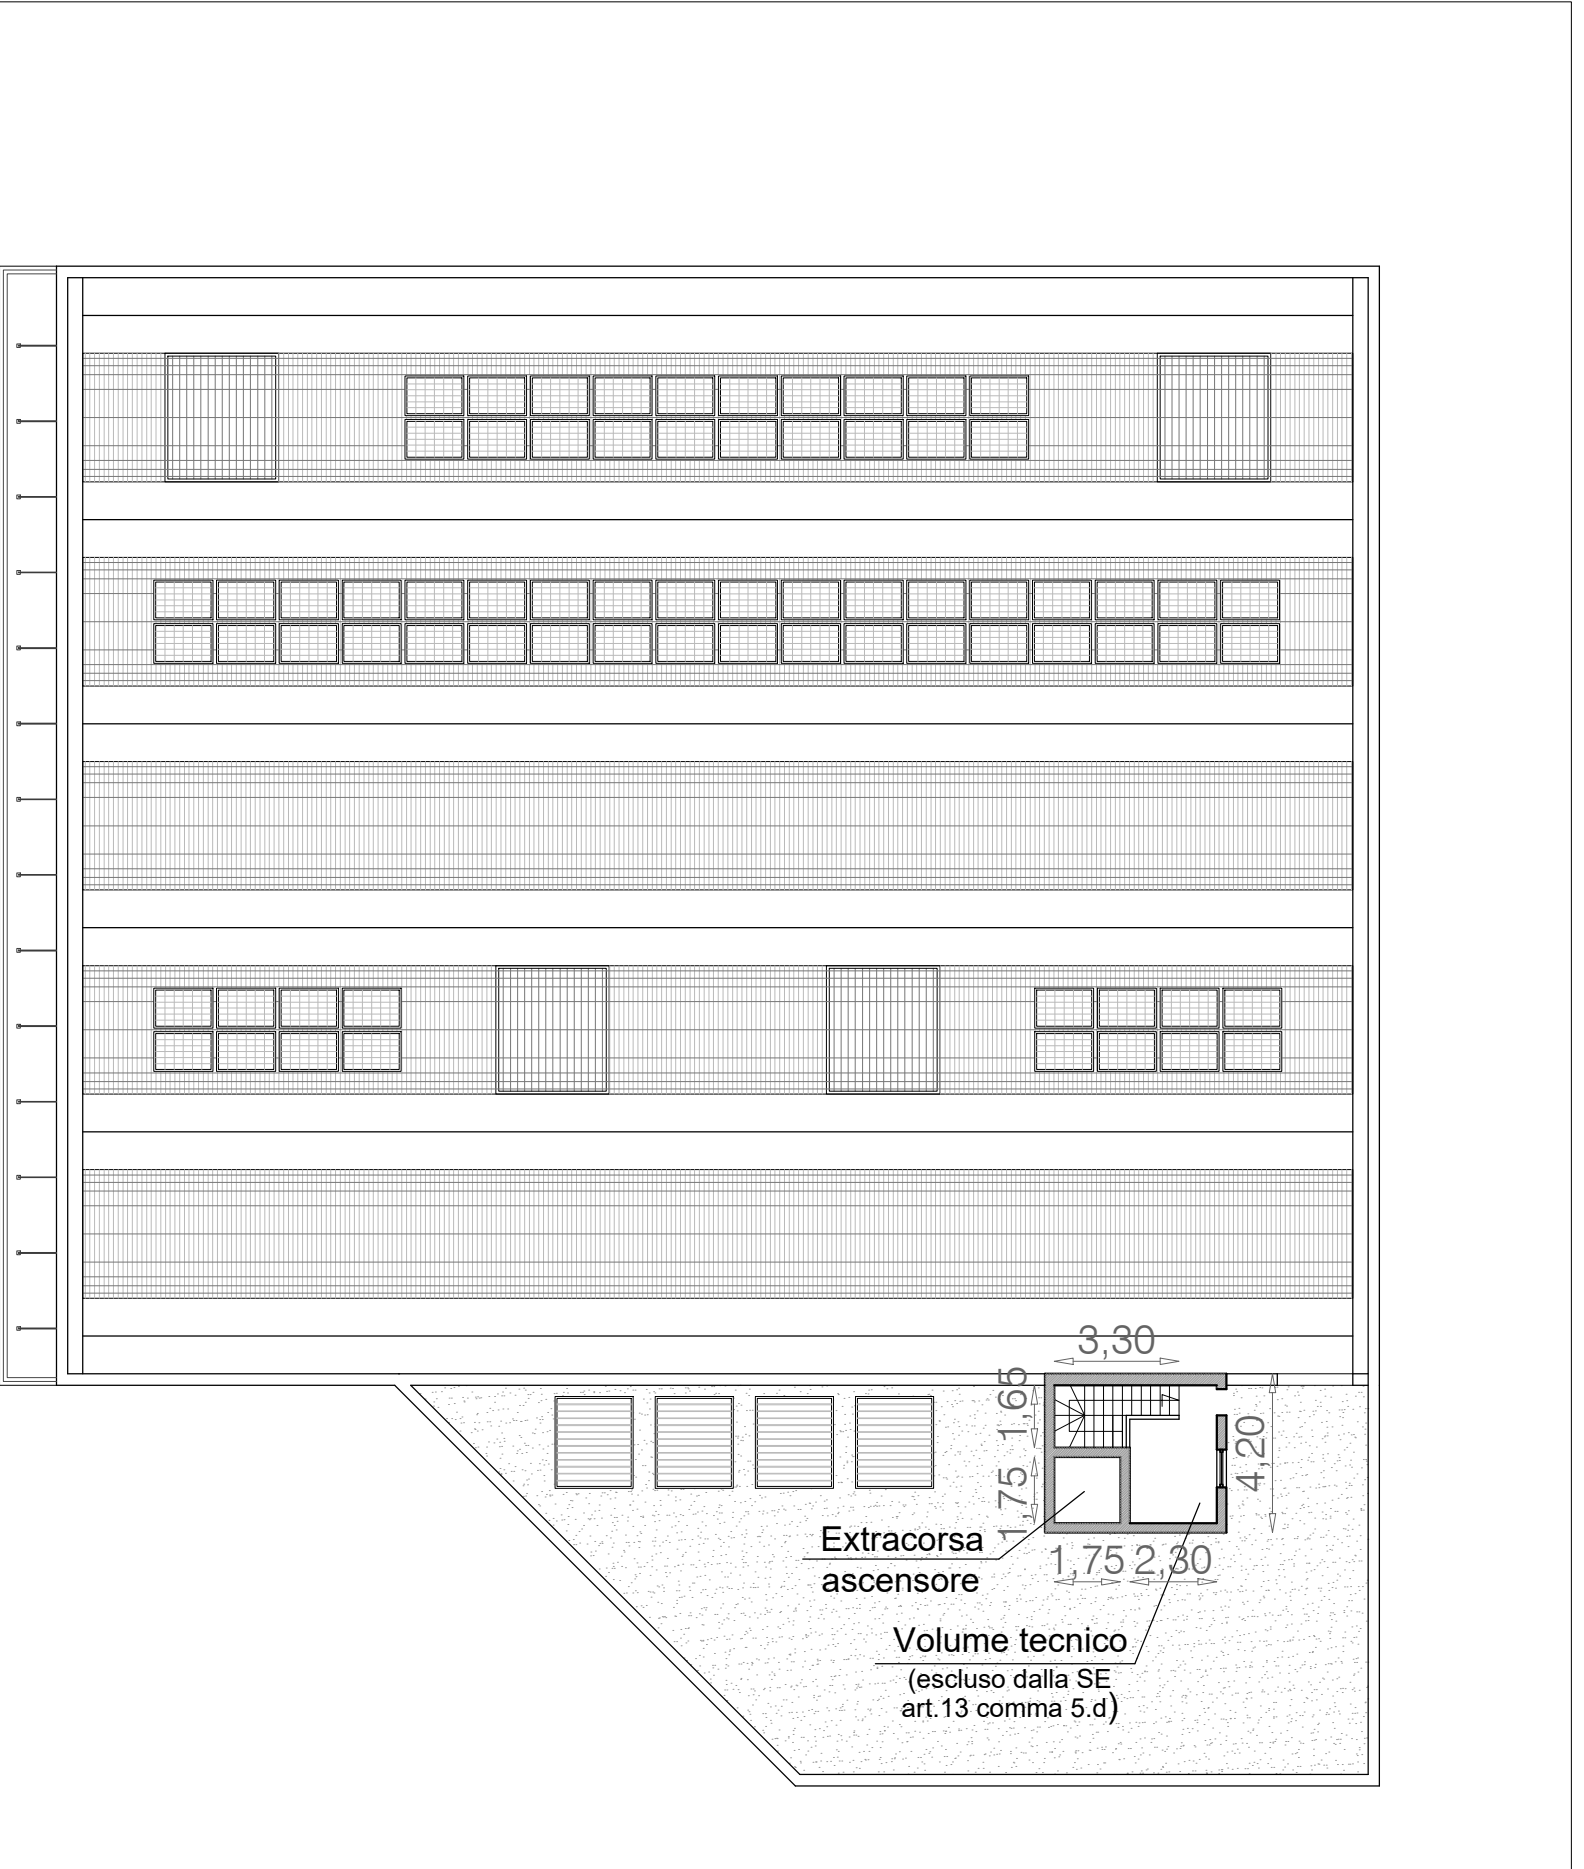 3,30
1,65
1,75
4,20
1,75 2,30
Extracorsa
ascensore
Volume tecnico
(escluso dalla SE
art.13 comma 5.d)